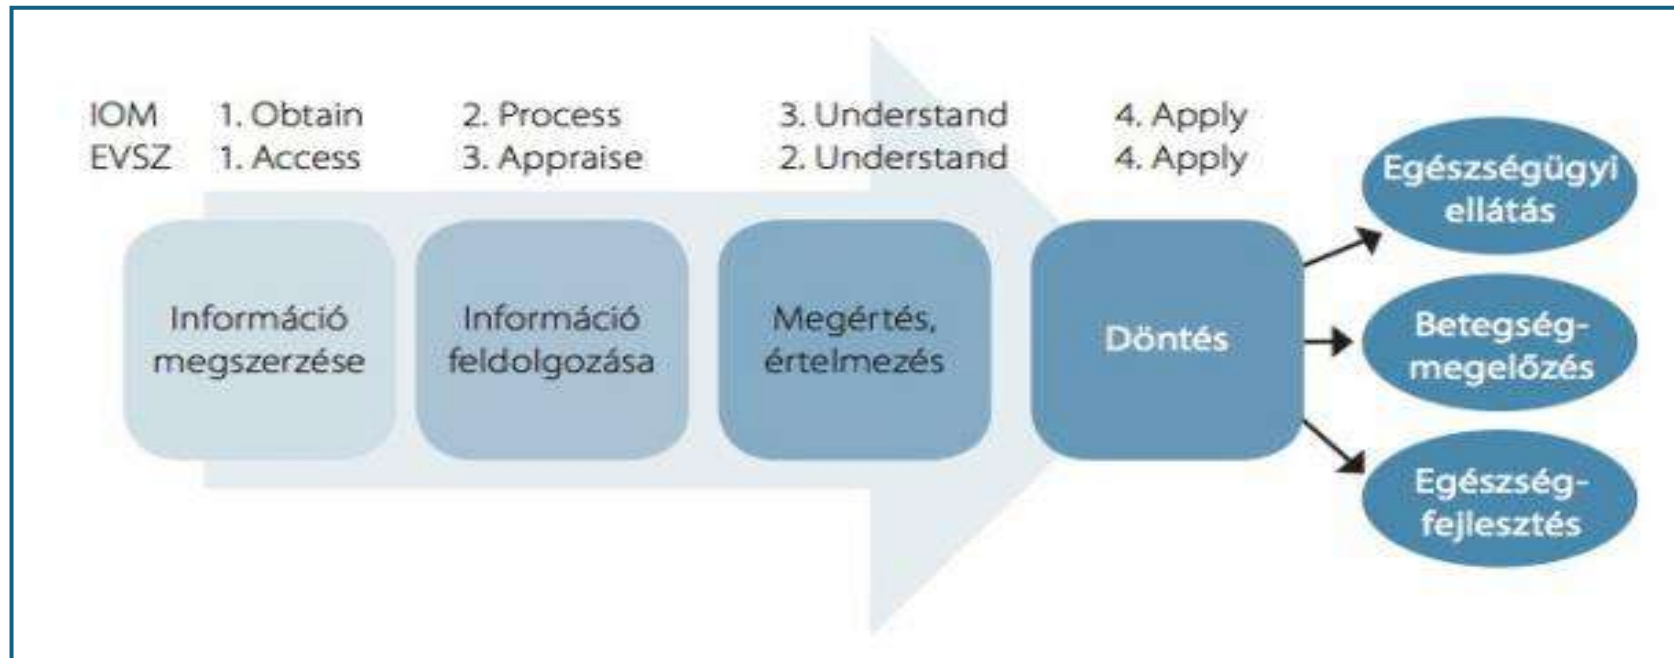 IOM 1. Obtain 2. Process 3. Understand 4. Apply
EVSZ 1. Access 3. Appraise 2. Understand 4. Apply
Információ
megszerzése
Információ
feldolgozása
Megértés,
értelmezés
Döntés
Egészségügyi
ellátás
Betegség-
megelőzés
Egészség-
fejlesztés